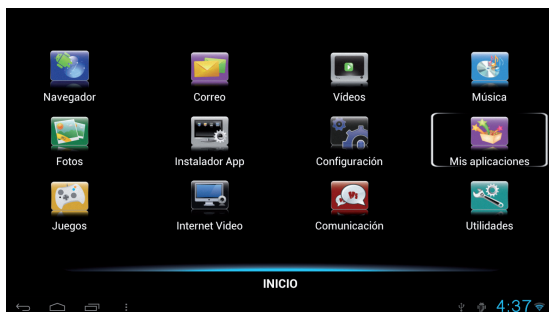 Navegador
Correo
Vídeos
Música
Fotos
Instalador App
Configuración
Mis aplicaciones
Juegos
Internet Video
Comunicación
Utilidades
INICIO
4:37